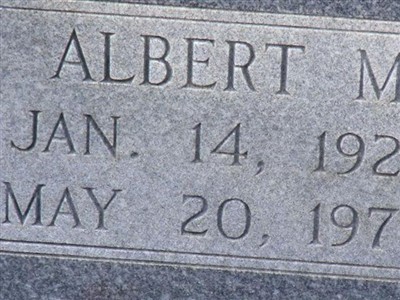 ALBERT M
JAN. 14, 192
MAY 20, 197